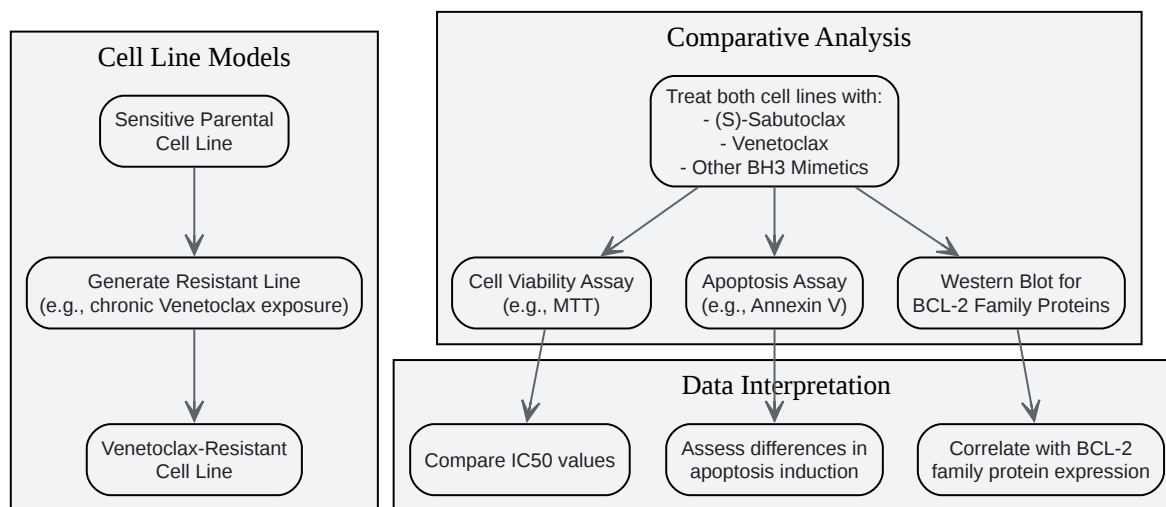 Cell Line Models
Sensitive Parental
Cell Line
Generate Resistant Line
(e.g., chronic Venetoclax exposure)
Venetoclax-Resistant
Cell Line
Comparative Analysis
Treat both cell lines with:
- (S)-Sabutoclax
- Venetoclax
- Other BH3 Mimetics
Cell Viability Assay
(e.g., MTT)
Apoptosis Assay
(e.g., Annexin V)
Western Blot for
BCL-2 Family Proteins
Data Interpretation
Compare IC50 values
Assess differences in
apoptosis induction
Correlate with BCL-2
family protein expression